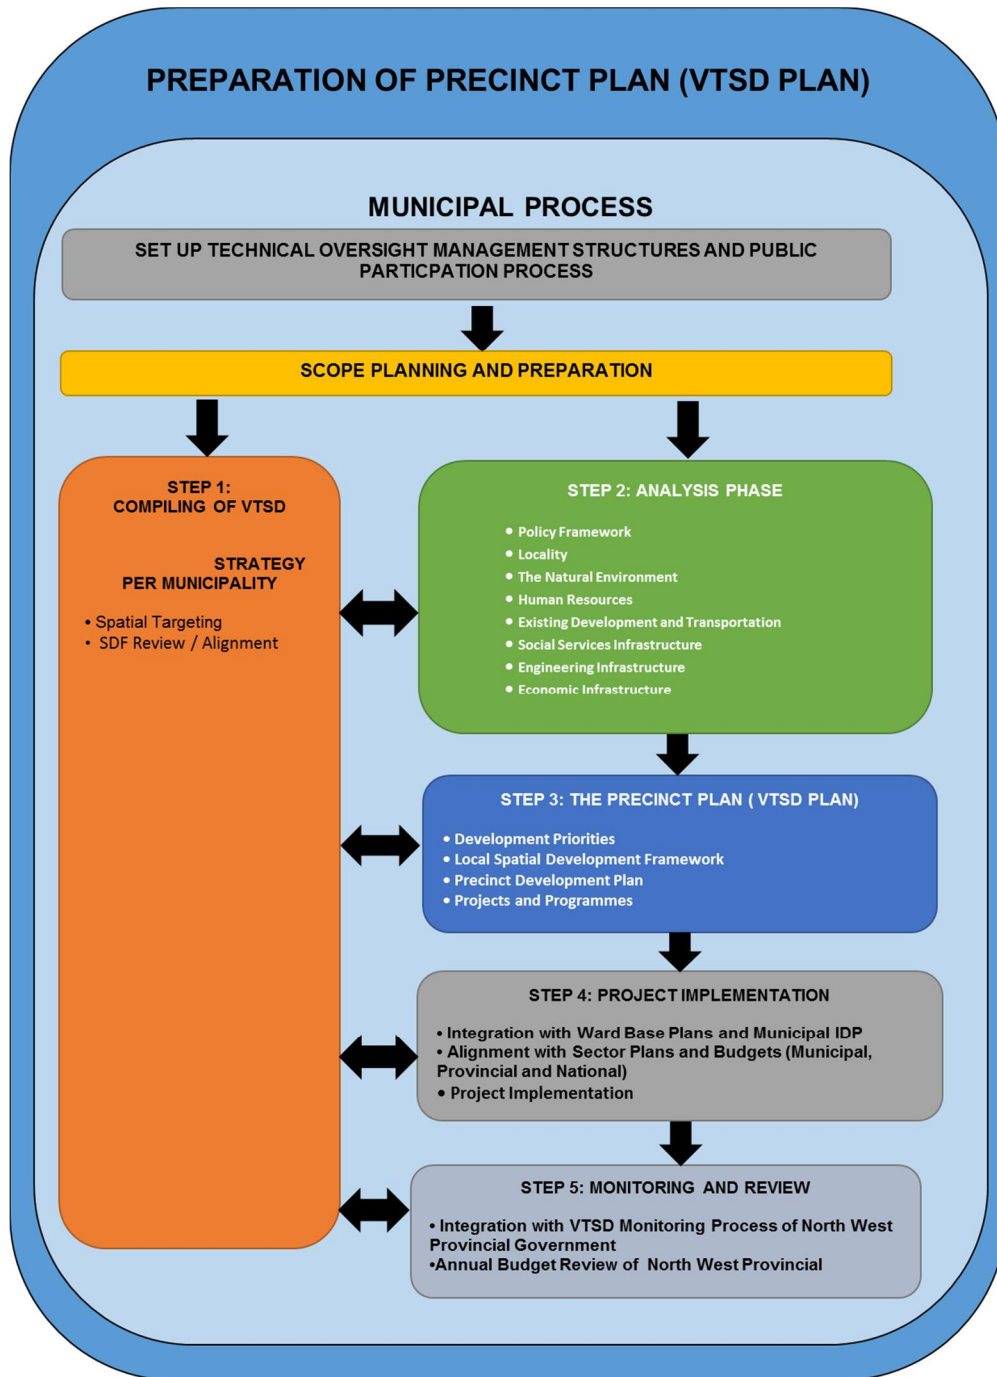 PREPARATION OF PRECINCT PLAN (VTSD PLAN)
MUNICIPAL PROCESS
SET UP TECHNICAL OVERSIGHT MANAGEMENT STRUCTURES AND PUBLIC
PARTICPATION PROCESS
SCOPE PLANNING AND PREPARATION
STEP 1:
COMPILING OF VTSD
STRATEGY
PER MUNICIPALITY
• Spatial Targeting
• SDF Review / Alignment
STEP 2: ANALYSIS PHASE
• Policy Framework
• Locality
• The Natural Environment
• Human Resources
• Existing Development and Transportation
• Social Services Infrastructure
• Engineering Infrastructure
• Economic Infrastructure
STEP 3: THE PRECINCT PLAN ( VTSD PLAN)
• Development Priorities
• Local Spatial Development Framework
• Precinct Development Plan
• Projects and Programmes
STEP 4: PROJECT IMPLEMENTATION
• Integration with Ward Base Plans and Municipal IDP
• Alignment with Sector Plans and Budgets (Municipal,
Provincial and National)
• Project Implementation
STEP 5: MONITORING AND REVIEW
• Integration with VTSD Monitoring Process of North West
Provincial Government
•Annual Budget Review of North West Provincial